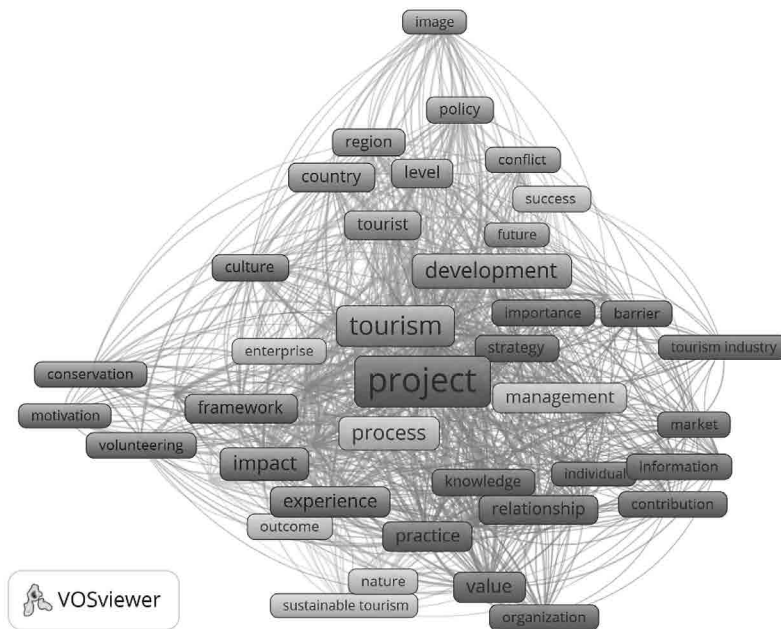 image
policy
region
conflict
country
level
success
tourist
future
culture
development
importance
barrier
tourism
enterprise
strategy
tourism industry
conservation
project
management
motivation
framework
market
volunteering
process
impact
knowledge
individual
information
experience
relationship
contribution
outcome
practice
nature
value
sustainable tourism
organization
VOSviewer